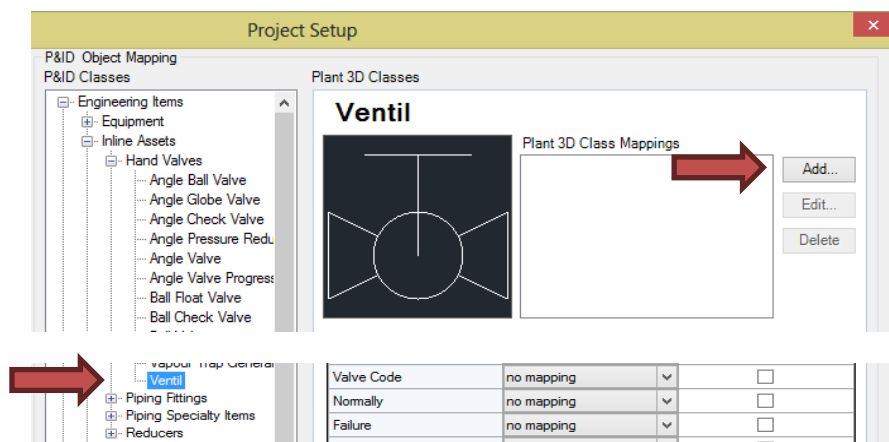 Project Setup
P&ID Object Mapping
P&ID Classes
Plant 3D Classes
Engineering Items
Equipment
Inline Assets
Hand Valves
Angle Ball Valve
Angle Globe Valve
Angle Check Valve
Angle Pressure Redu
Angle Valve
Angle Valve Progress
Ball Float Valve
Ball Check Valve
Ventil
Plant 3D Class Mappings
Add...
Edit...
Delete
Vapour Trap General
Ventil
Piping Fittings
Piping Specialty Items
Reducers
Valve Code no mapping
Normally no mapping
Failure no mapping